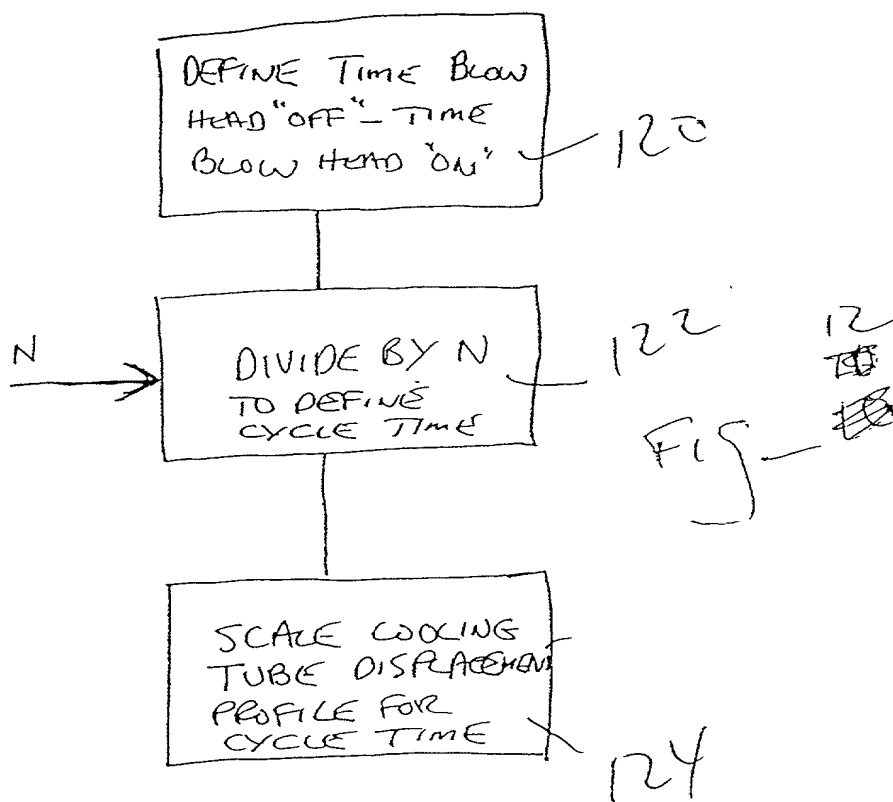 DEFINE TIME BLOW
HEAD "OFF" - TIME
BLOW HEAD "ON"
120
N
DIVIDE BY N
TO DEFINE
CYCLE TIME
122
Fig- 12
SCALE COOLING
TUBE DISPLACEMENT
PROFILE FOR
CYCLE TIME
124